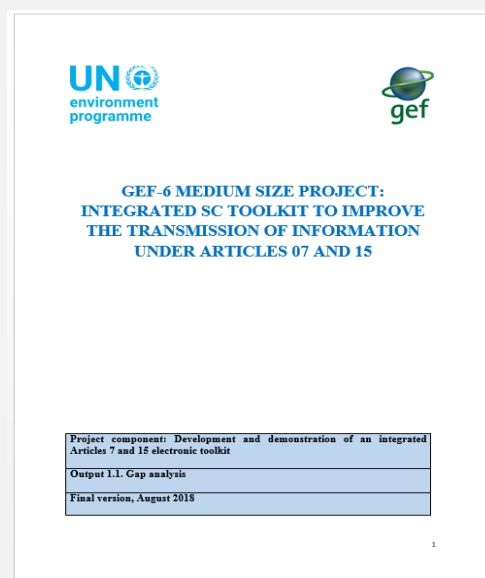 UN
environment
programme
gef
GEF-6 MEDIUM SIZE PROJECT:
INTEGRATED SC TOOLKIT TO IMPROVE
THE TRANSMISSION OF INFORMATION
UNDER ARTICLES 07 AND 15
Project component: Development and demonstration of an integrated
Articles 7 and 15 electronic toolkit
Output 1.1. Gap analysis
Final version, August 2018
1